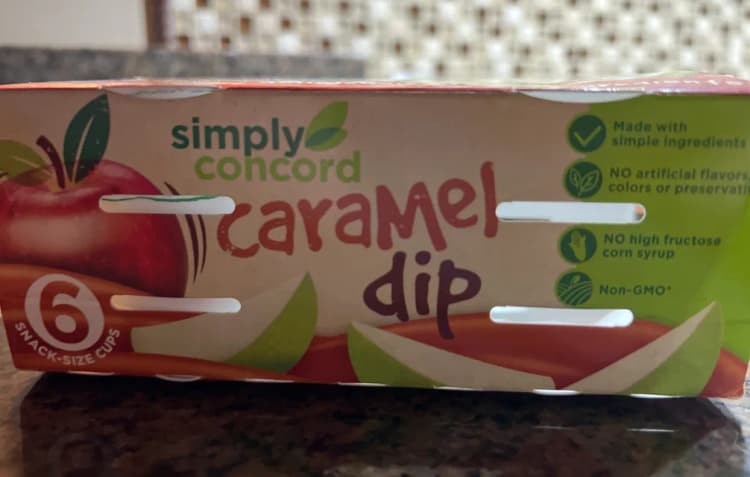 simply
concord
caramel
dip
Made with
simple ingredients
NO artificial flavors,
colors or
NO high fructose
corn syrup
Non-GMO*
6
SNACK-SIZE CUPS